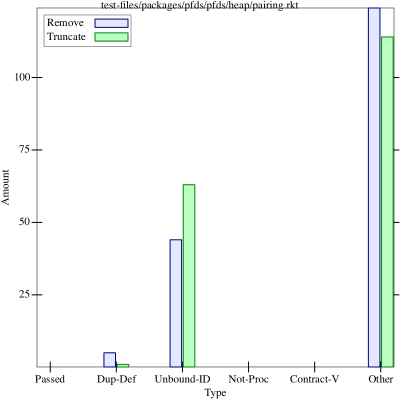 test-files/packages/pfds/pfds/heap/pairing.rkt
Remove
Truncate
100
75
50
25
Amount
Passed Dup-Def Unbound-ID Not-Proc Contract-V Other
Type